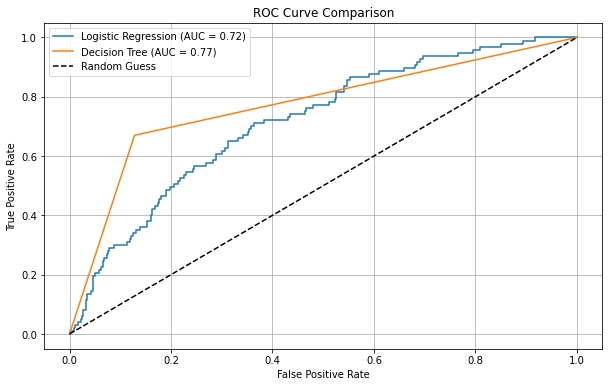 ROC Curve Comparison
Logistic Regression (AUC = 0.72)
Decision Tree (AUC = 0.77)
Random Guess
True Positive Rate
1.0
0.8
0.6
0.4
0.2
0.0
0.0 0.2 0.4 0.6 0.8 1.0
False Positive Rate